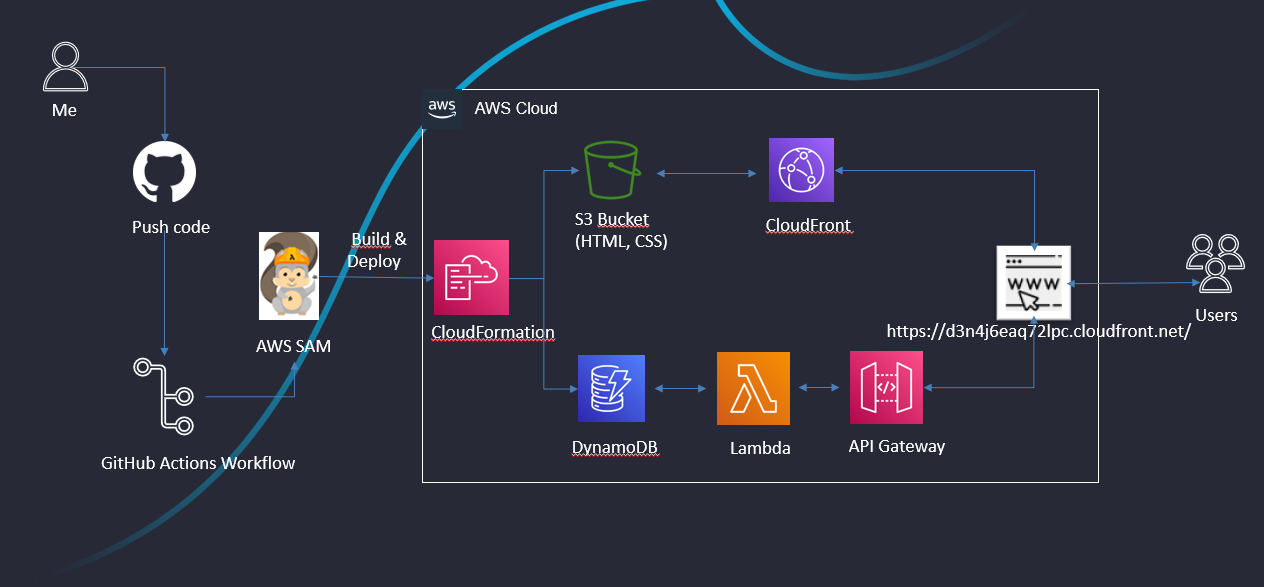 Me
Push code
GitHub Actions Workflow
AWS SAM
Build &
Deploy
aws
AWS Cloud
CloudFormation
S3 Bucket
(HTML, CSS)
CloudFront
DynamoDB
Lambda
API Gateway
WWW
https://d3n4j6eaq72lpc.cloudfront.net/
Users